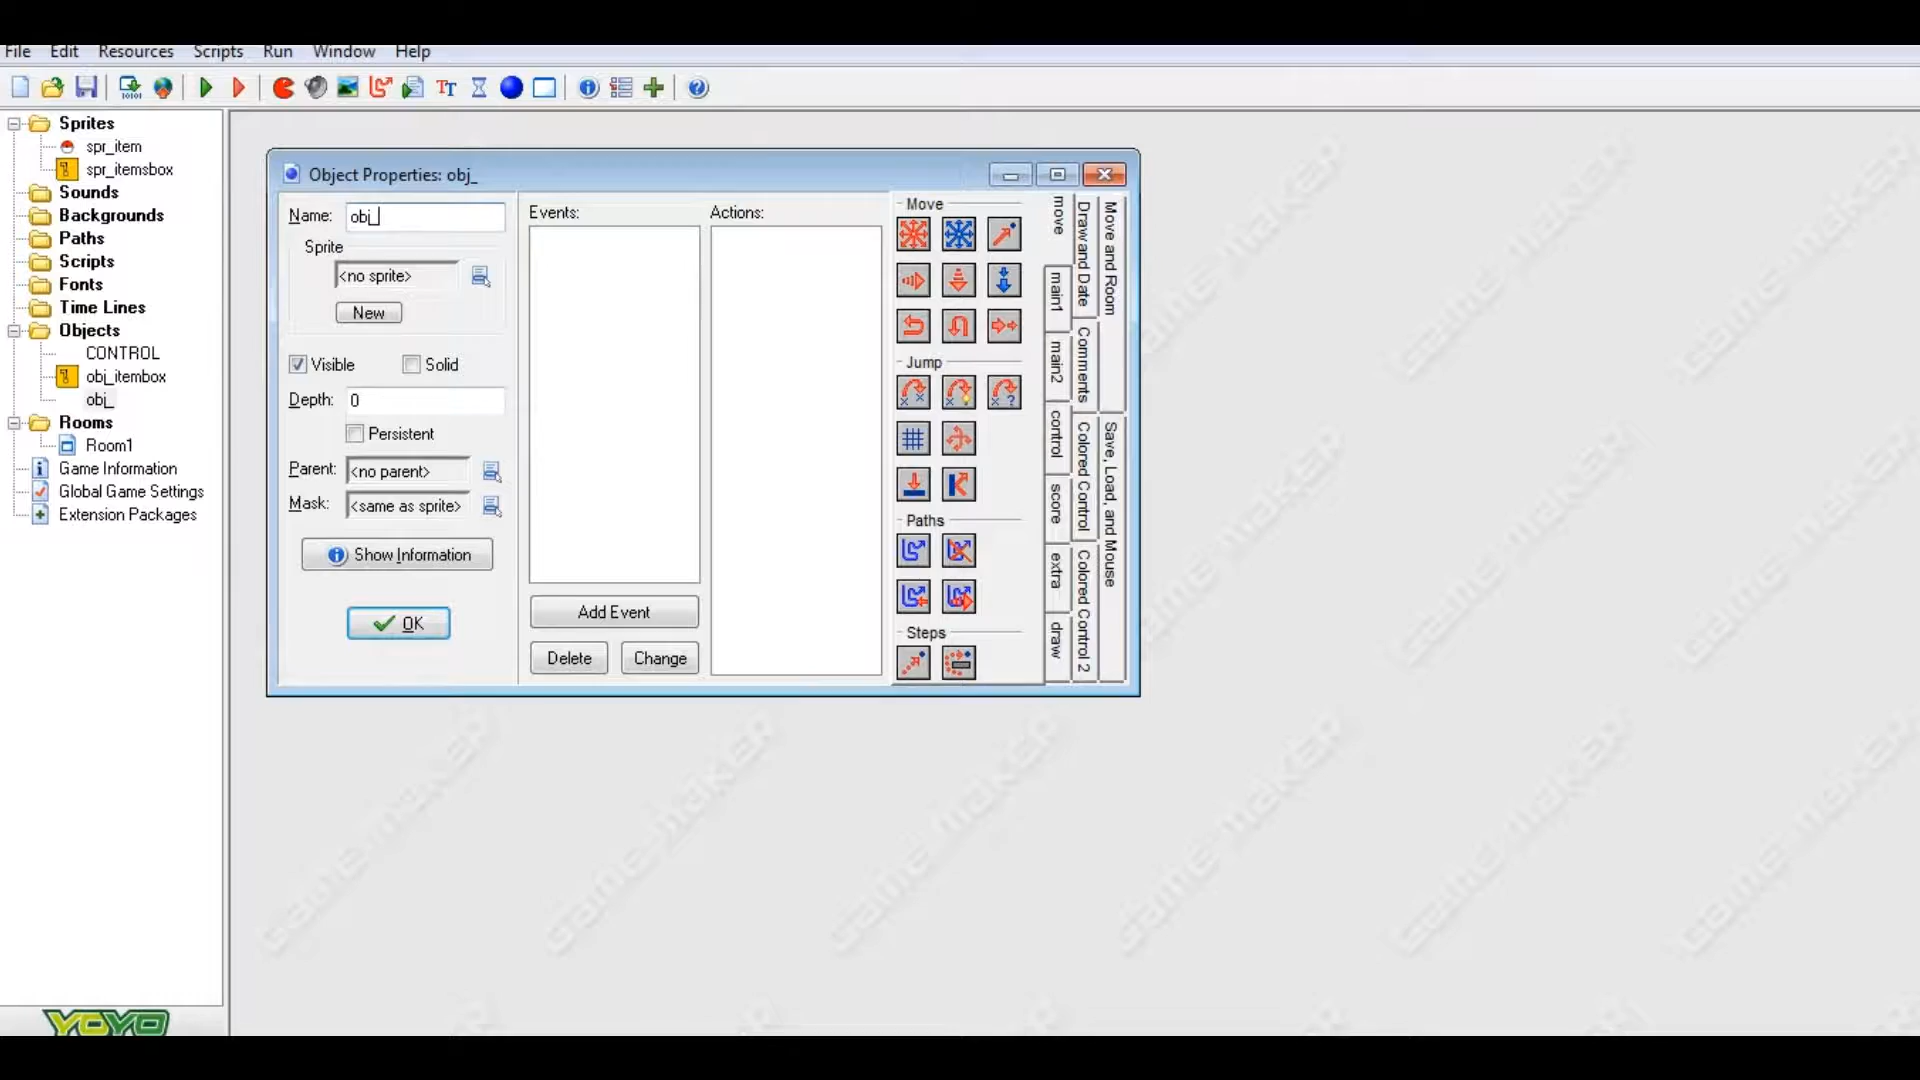 File Edit Resources Scripts Run Window Help
Sprites
spr_item
spr_itemsbox
Sounds
Backgrounds
Paths
Scripts
Fonts
Time Lines
Objects
CONTROL
obj_itembox
obj_
Rooms
Room1
Game Information
Global Game Settings
Extension Packages
YOYO
Object Properties: obj_
Name: obj_
Sprite
<no sprite>
New
Visible Solid
Depth: 0
Persistent
Parent: <no parent>
Mask: <same as sprite>
Show Information
OK
Events:
Add Event
Delete Change
Actions:
Move
Jump
Paths
Steps
move
main1
main2
control
score
extra
draw
Draw and Date
Comments
Colored Control
Colored Control 2
Move and Room
Save, Load, and Mouse
game maker